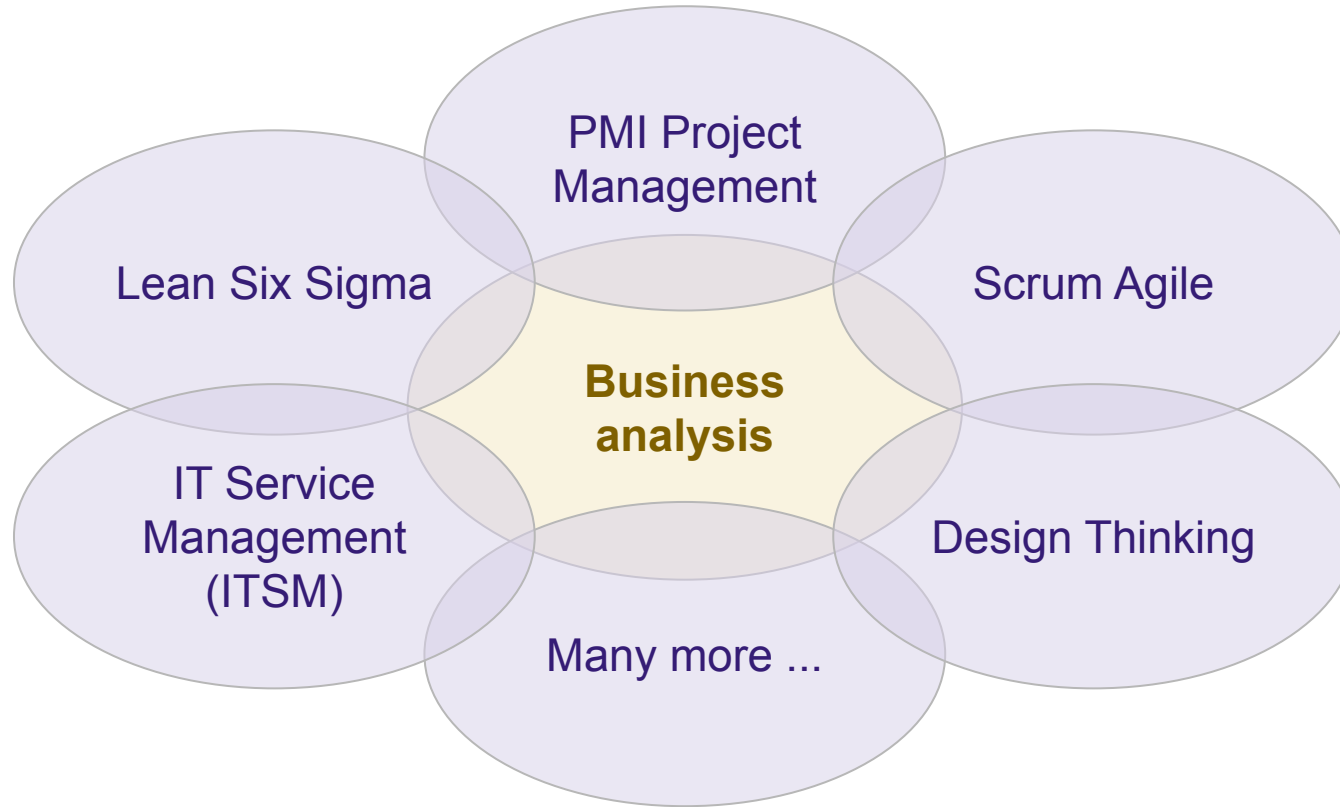 PMI Project
Management
Lean Six Sigma
Scrum Agile
Business
analysis
IT Service
Management
(ITSM)
Design Thinking
Many more ...